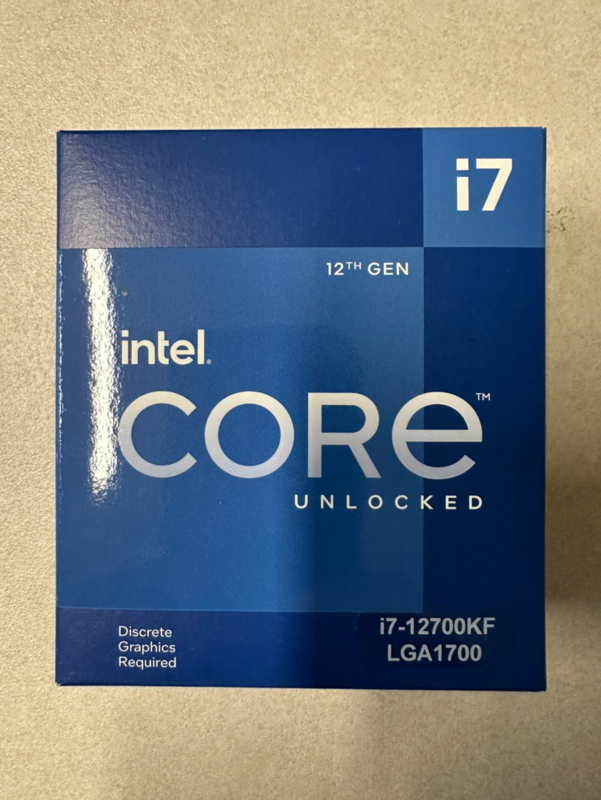 i7
12TH GEN
intel.
CORE™
UNLOCKED
Discrete
Graphics
Required
i7-12700KF
LGA1700